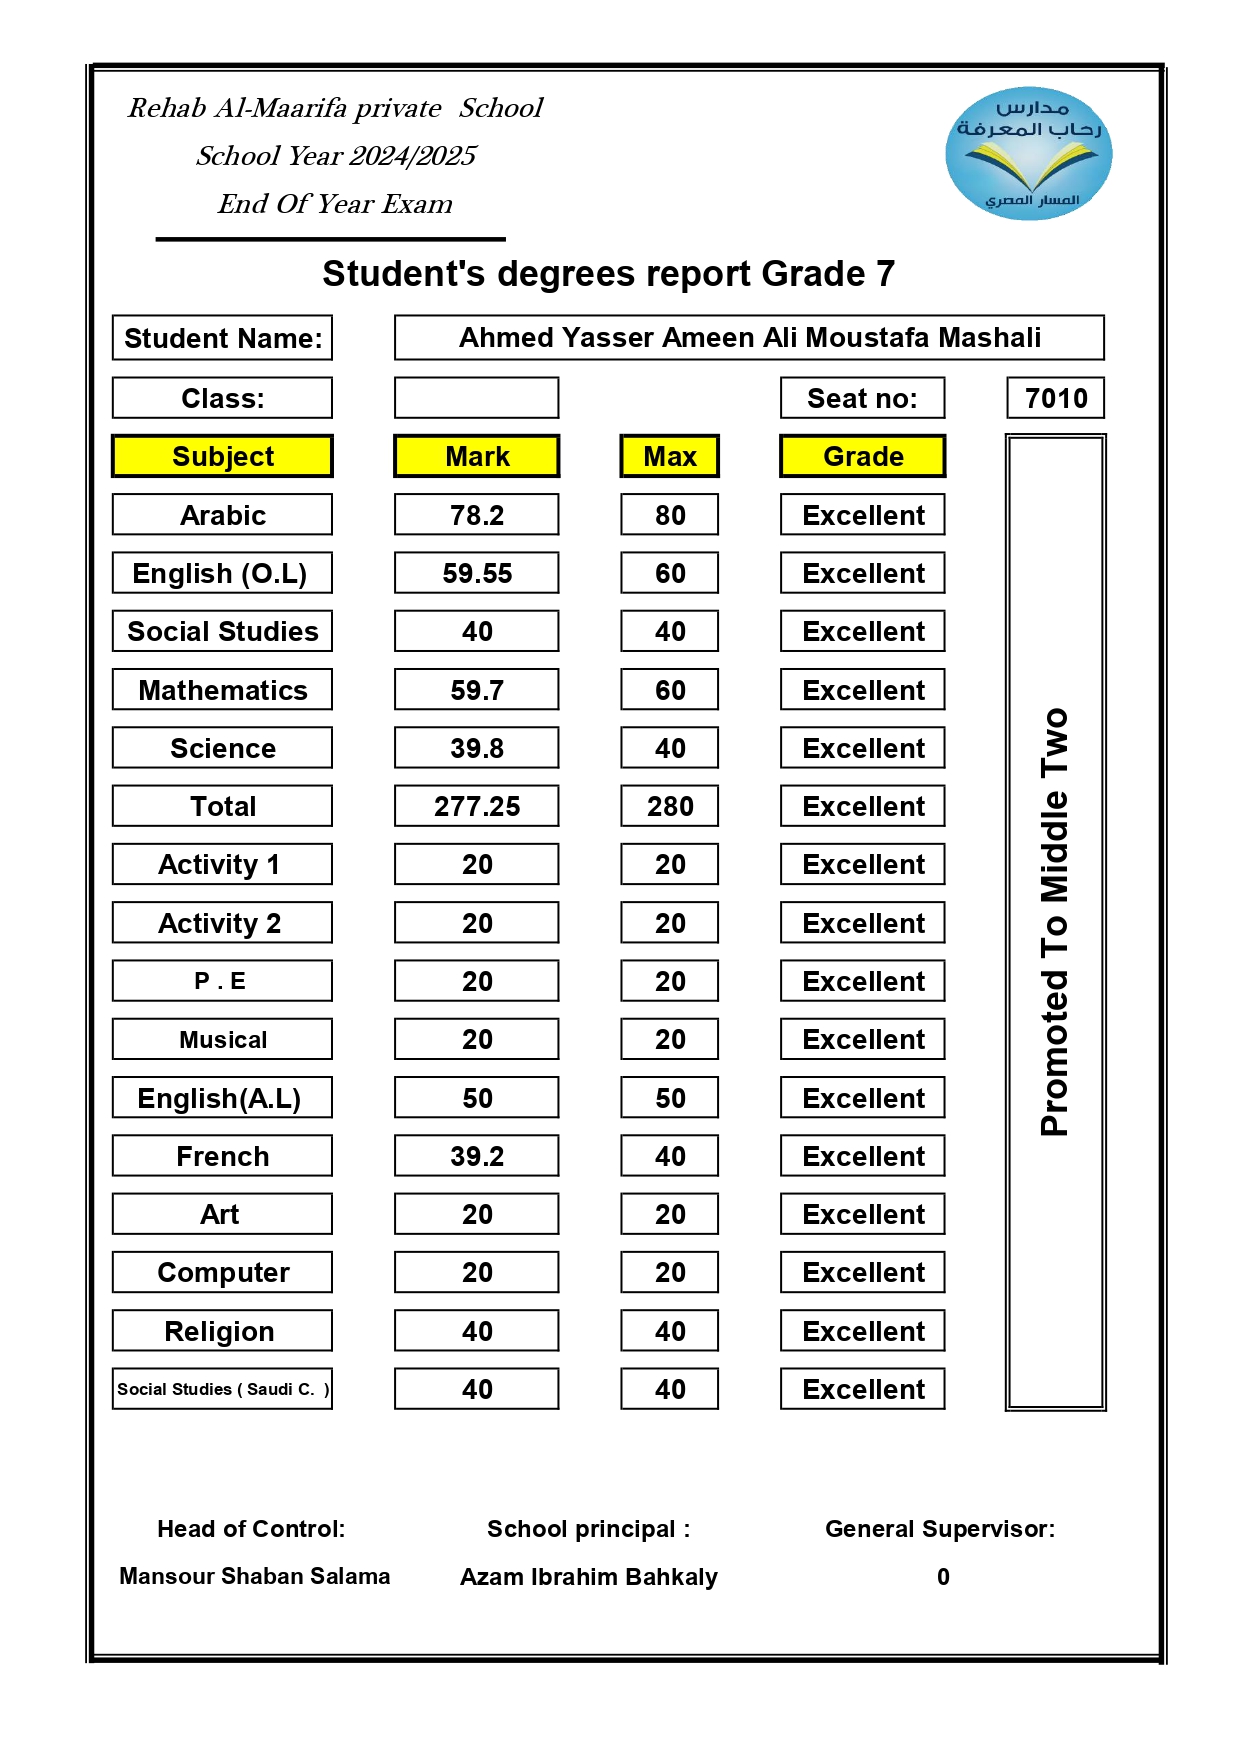 Rehab Al-Maarifa private School
School Year 2024/2025
End Of Year Exam
مدارس
رحاب المعرفة
المسار المصري
Student's degrees report Grade 7
Student Name: Ahmed Yasser Ameen Ali Moustafa Mashali
Class: Seat no: 7010
Subject Mark Max Grade
Arabic 78.2 80 Excellent
English (O.L) 59.55 60 Excellent
Social Studies 40 40 Excellent
Mathematics 59.7 60 Excellent
Science 39.8 40 Excellent
Total 277.25 280 Excellent
Activity 1 20 20 Excellent
Activity 2 20 20 Excellent
P . E 20 20 Excellent
Musical 20 20 Excellent
English(A.L) 50 50 Excellent
French 39.2 40 Excellent
Art 20 20 Excellent
Computer 20 20 Excellent
Religion 40 40 Excellent
Social Studies ( Saudi C. ) 40 40 Excellent
Promoted To Middle Two
Head of Control: School principal : General Supervisor:
Mansour Shaban Salama Azam Ibrahim Bahkaly 0